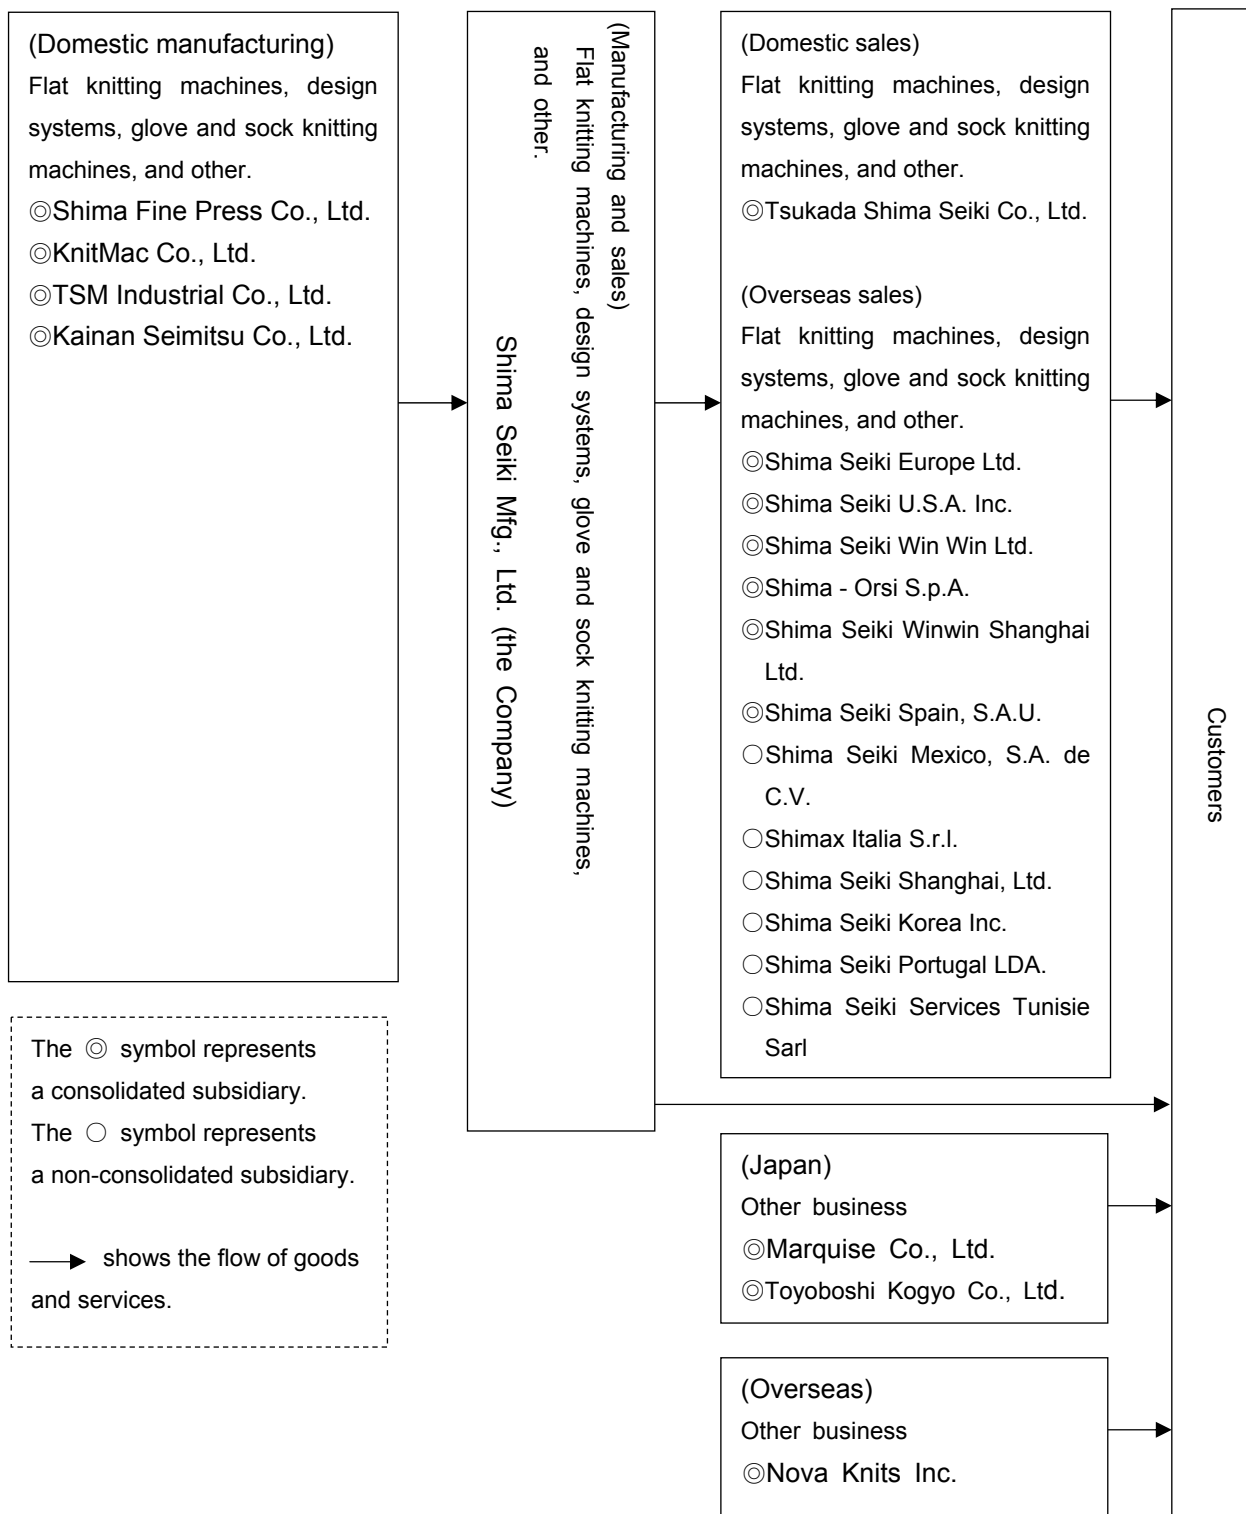 (Domestic manufacturing)
Flat knitting machines, design
systems, glove and sock knitting
machines, and other.
◎Shima Fine Press Co., Ltd.
◎KnitMac Co., Ltd.
◎TSM Industrial Co., Ltd.
◎Kainan Seimitsu Co., Ltd.
The ◎ symbol represents
a consolidated subsidiary.
The ○ symbol represents
a non-consolidated subsidiary.
shows the flow of goods
and services.
(Manufacturing and sales)
Flat knitting machines, design systems, glove and sock knitting machines,
and other.
Shima Seiki Mfg., Ltd. (the Company)
(Domestic sales)
Flat knitting machines, design
systems, glove and sock knitting
machines, and other.
◎Tsukada Shima Seiki Co., Ltd.
(Overseas sales)
Flat knitting machines, design
systems, glove and sock knitting
machines, and other.
◎Shima Seiki Europe Ltd.
◎Shima Seiki U.S.A. Inc.
◎Shima Seiki Win Win Ltd.
◎Shima - Orsi S.p.A.
◎Shima Seiki Winwin Shanghai
Ltd.
◎Shima Seiki Spain, S.A.U.
○Shima Seiki Mexico, S.A. de
C.V.
○Shimax Italia S.r.l.
○Shima Seiki Shanghai, Ltd.
○Shima Seiki Korea Inc.
○Shima Seiki Portugal LDA.
○Shima Seiki Services Tunisie
Sarl
(Japan)
Other business
◎Marquise Co., Ltd.
◎Toyoboshi Kogyo Co., Ltd.
(Overseas)
Other business
◎Nova Knits Inc.
Customers